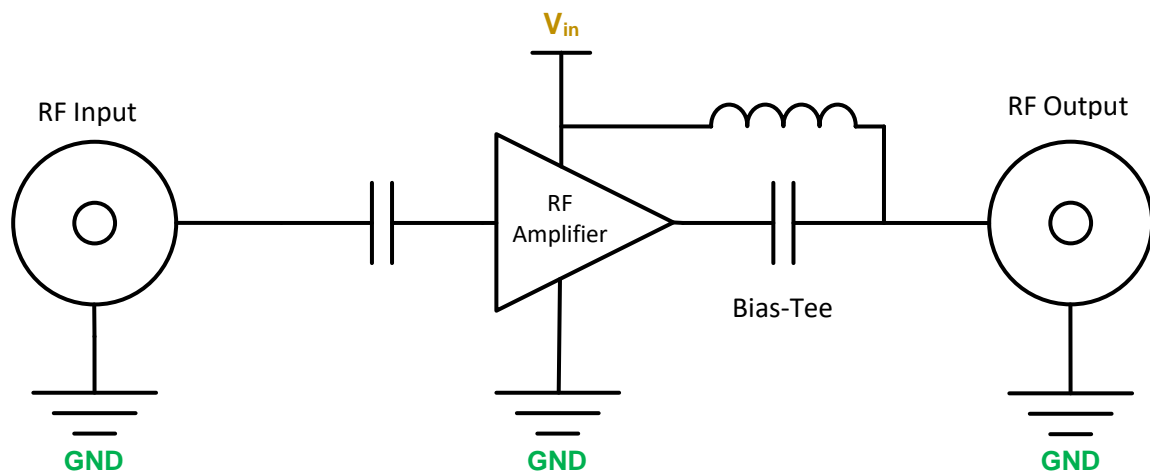 Vin
RF Input
RF Output
RF
Amplifier
Bias-Tee
GND
GND
GND